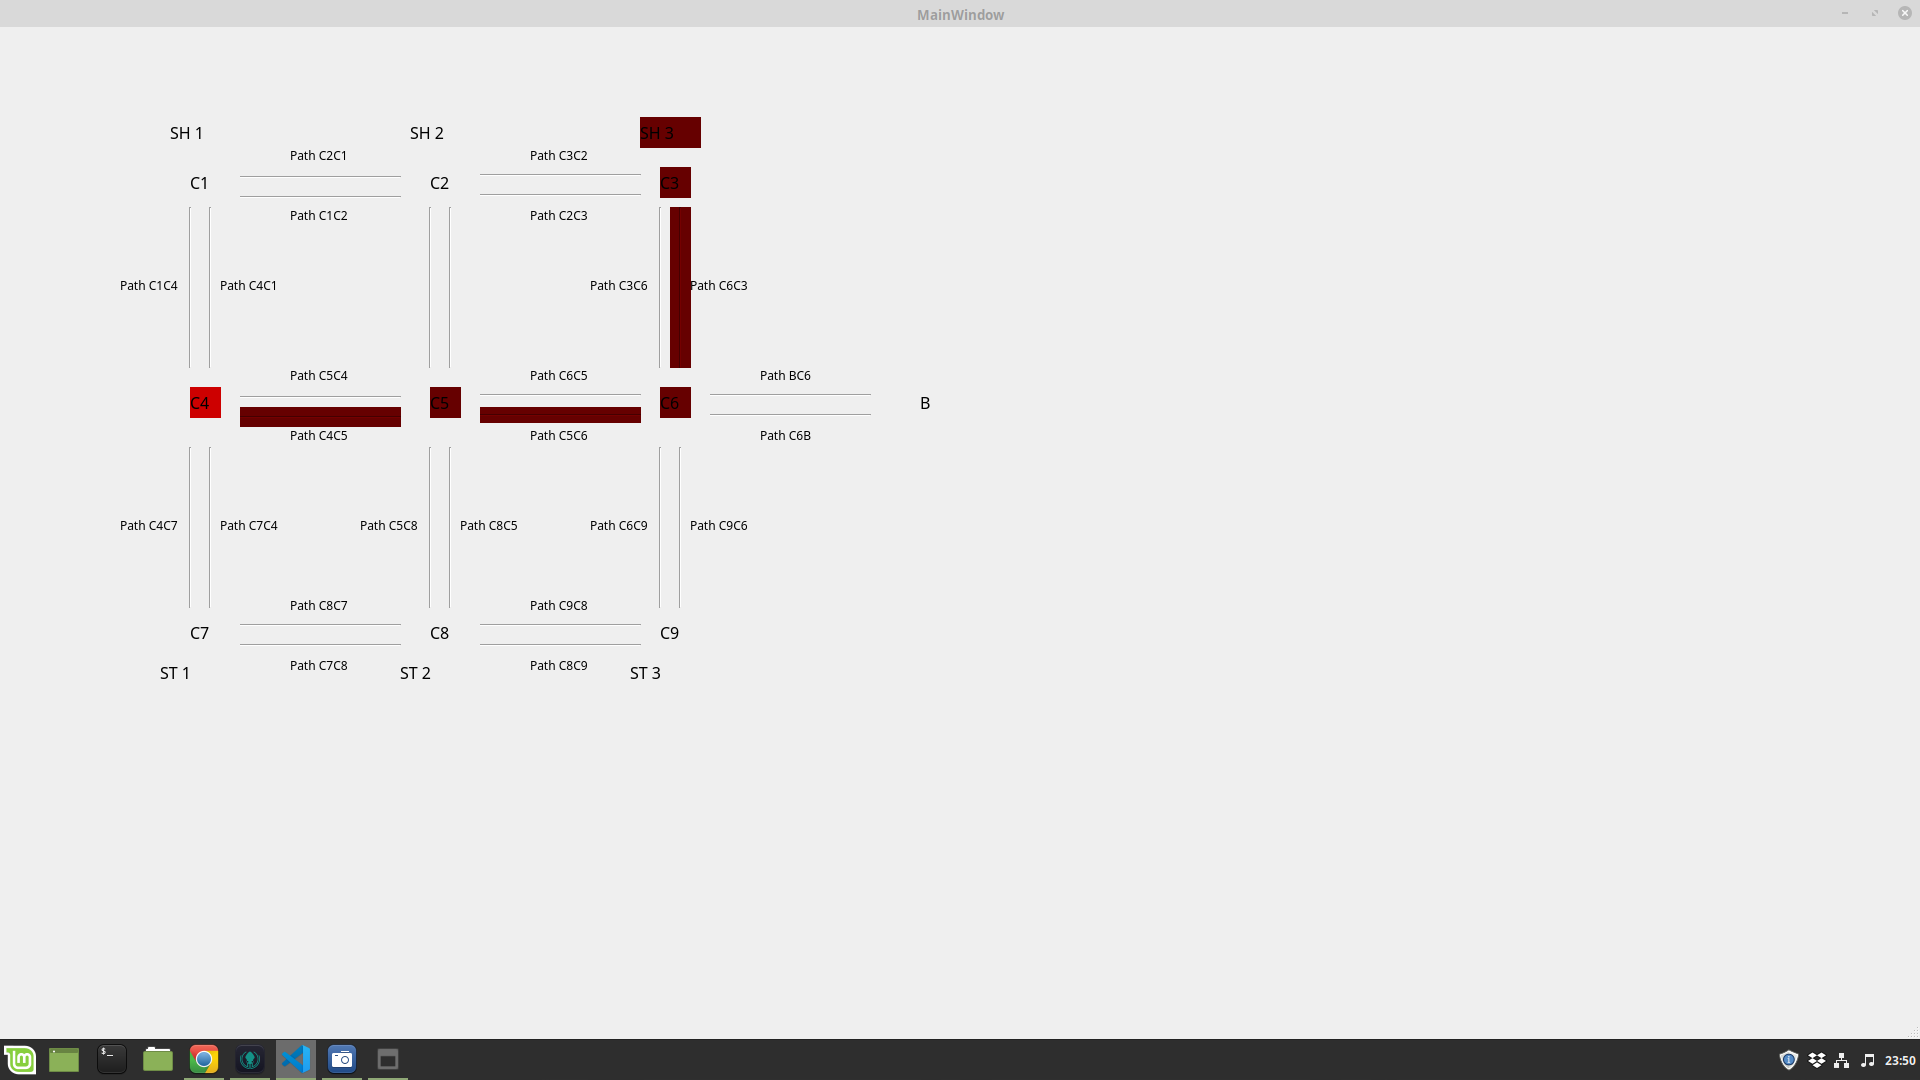 MainWindow
SH 1
SH 2
SH 3
Path C2C1
Path C3C2
C1
C2
C3
Path C1C2
Path C2C3
Path C1C4
Path C4C1
Path C3C6
Path C6C3
Path C5C4
Path C6C5
Path BC6
C4
C5
C6
B
Path C4C5
Path C5C6
Path C6B
Path C4C7
Path C7C4
Path C5C8
Path C8C5
Path C6C9
Path C9C6
Path C8C7
Path C9C8
C7
C8
C9
Path C7C8
Path C8C9
ST 1
ST 2
ST 3
23:50